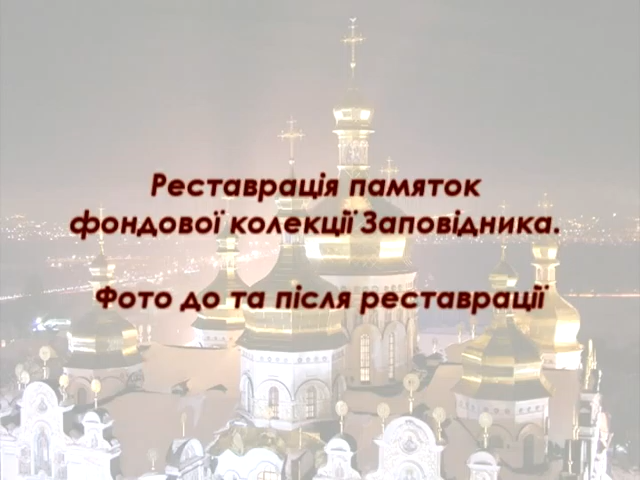 Реставрація памяток
фондової колекції Заповідника.
Фото до та після реставрації